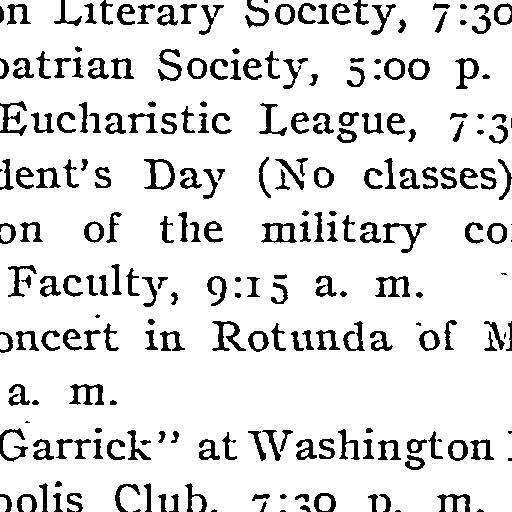 on Literary Society, 7:30
patrian Society, 5:00 p.
Eucharistic League, 7:3
dent's Day (No classes)
on of the military co
Faculty, 9:15 a. m.
oncert in Rotunda of M
a. m.
Garrick" at Washington
polis Club, 7:30 p. m.